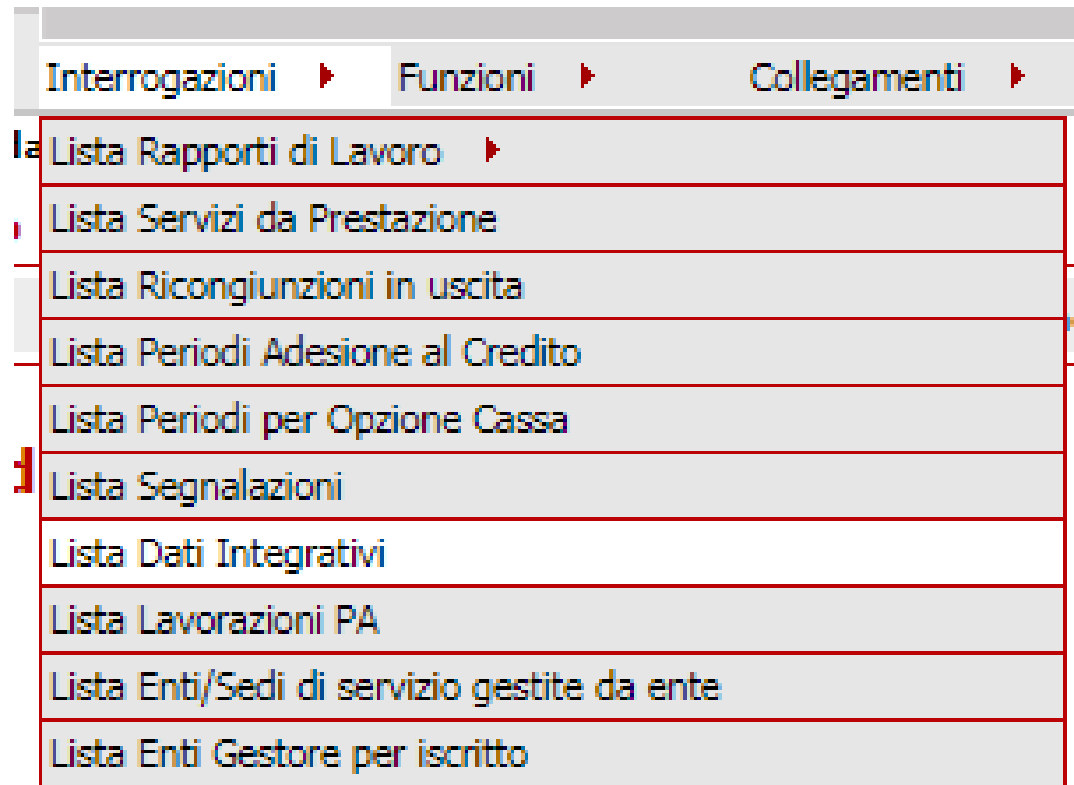 Interrogazioni Funzioni Collegamenti
Lista Rapporti di Lavoro
Lista Servizi da Prestazione
Lista Ricongiunzioni in uscita
Lista Periodi Adesione al Credito
Lista Periodi per Opzione Cassa
Lista Segnalazioni
Lista Dati Integrativi
Lista Lavorazioni PA
Lista Enti/Sedi di servizio gestite da ente
Lista Enti Gestore per iscritto